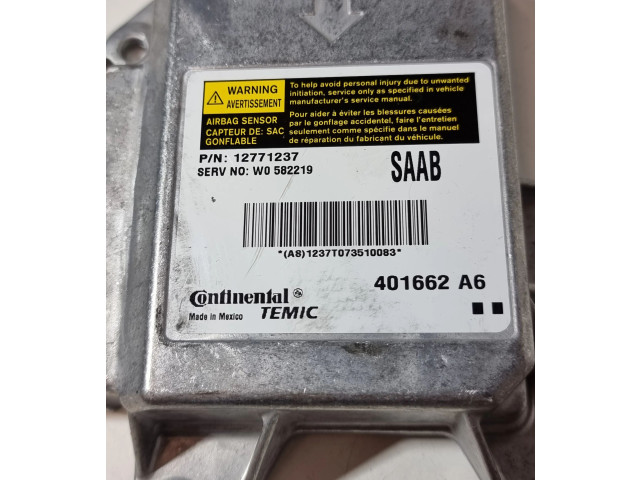 WARNING
AVERTISSEMENT
To help avoid personal injury due to unwanted
initiation, service only as specified in vehicle
manufacturer's service manual.
AIRBAG SENSOR
CAPTEUR DE: SAC
GONFLABLE
Pour aider à éviter les blessures causées
par le gonflage accidentel, faire l'entretien
seulement comme spécifie dans le manuel
de réparation du fabricant du véhicule.
P/N: 12771237
SERV NO: W0 582219
SAAB
*(A8)1237T073510083*
401662 A6
Continental
Made in Mexico TEMIC